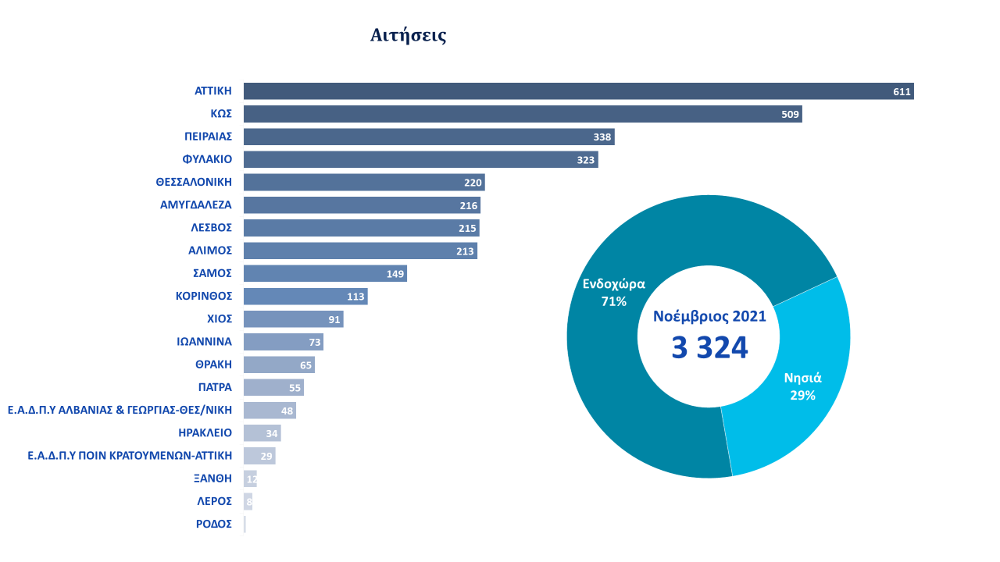 Αιτήσεις
ΑΤΤΙΚΗ 611
ΚΩΣ 509
ΠΕΙΡΑΙΑΣ 338
ΦΥΛΑΚΙΟ 323
ΘΕΣΣΑΛΟΝΙΚΗ 220
ΑΜΥΓΔΑΛΕΖΑ 216
ΛΕΣΒΟΣ 215
ΑΛΙΜΟΣ 213
ΣΑΜΟΣ 149
ΚΟΡΙΝΘΟΣ 113
ΧΙΟΣ 91
ΙΩΑΝΝΙΝΑ 73
ΘΡΑΚΗ 65
ΠΑΤΡΑ 55
Ε.Α.Δ.Π.Υ ΑΛΒΑΝΙΑΣ & ΓΕΩΡΓΙΑΣ-ΘΕΣ/ΝΙΚΗ 48
ΗΡΑΚΛΕΙΟ 34
Ε.Α.Δ.Π.Υ ΠΟΙΝ ΚΡΑΤΟΥΜΕΝΩΝ-ΑΤΤΙΚΗ 29
ΞΑΝΘΗ 12
ΛΕΡΟΣ 8
ΡΟΔΟΣ
Ενδοχώρα
71%
Νοέμβριος 2021
3 324
Νησιά
29%